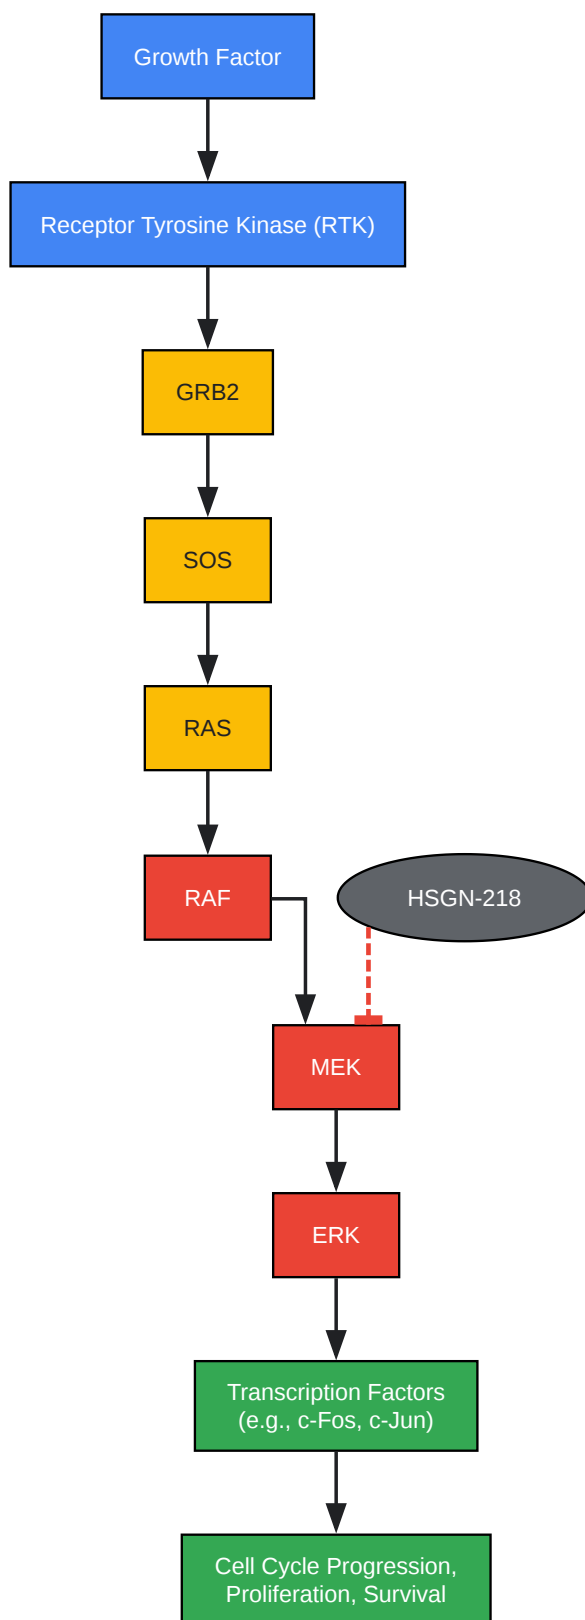 Growth Factor
Receptor Tyrosine Kinase (RTK)
GRB2
SOS
RAS
RAF
HSGN-218
MEK
ERK
Transcription Factors
(e.g., c-Fos, c-Jun)
Cell Cycle Progression,
Proliferation, Survival